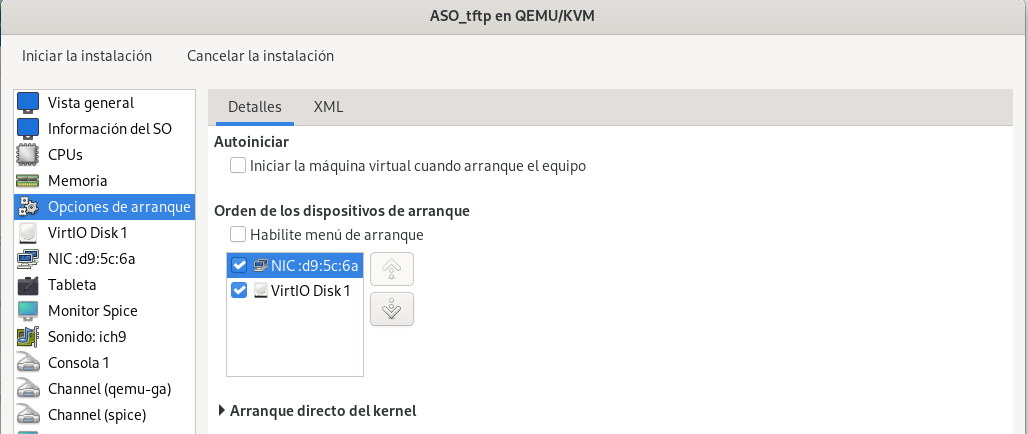 ASO_tftp en QEMU/KVM
Iniciar la instalación Cancelar la instalación
Vista general
Información del SO
CPUs
Memoria
Opciones de arranque
VirtIO Disk 1
NIC :d9:5c:6a
Tableta
Monitor Spice
Sonido: ich9
Consola 1
Channel (qemu-ga)
Channel (spice)
Detalles XML
Autoiniciar
Iniciar la máquina virtual cuando arranque el equipo
Orden de los dispositivos de arranque
Habilite menú de arranque
NIC :d9:5c:6a
VirtIO Disk 1
Arranque directo del kernel